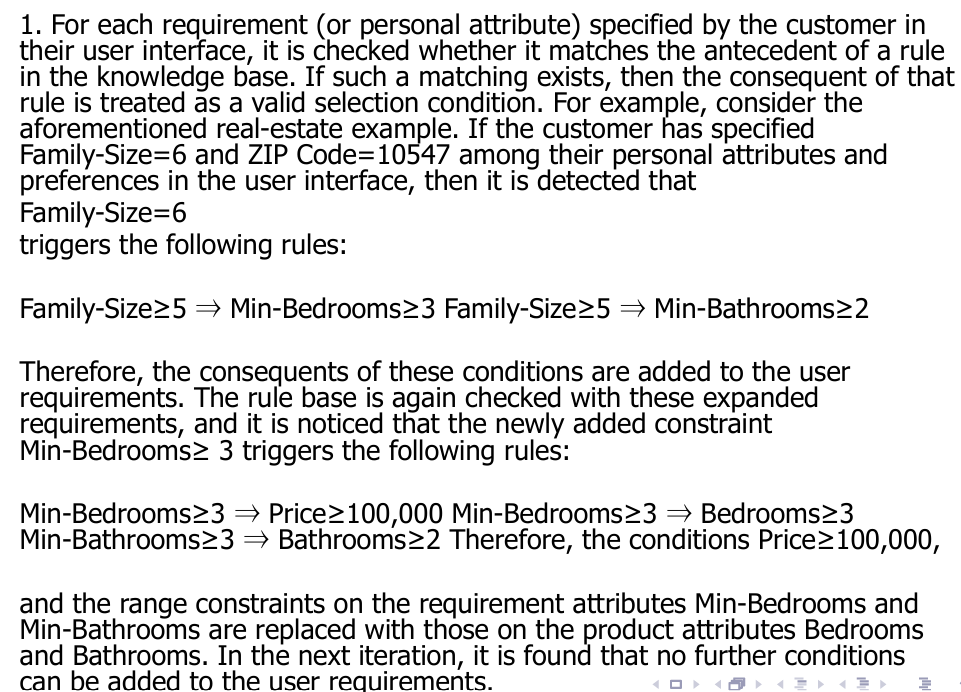 1. For each requirement (or personal attribute) specified by the customer in
their user interface, it is checked whether it matches the antecedent of a rule
in the knowledge base. If such a matching exists, then the consequent of that
rule is treated as a valid selection condition. For example, consider the
aforementioned real-estate example. If the customer has specified
Family-Size=6 and ZIP Code=10547 among their personal attributes and
preferences in the user interface, then it is detected that
Family-Size=6
triggers the following rules:
Family-Size≥5 ⇒ Min-Bedrooms≥3 Family-Size≥5 ⇒ Min-Bathrooms≥2
Therefore, the consequents of these conditions are added to the user
requirements. The rule base is again checked with these expanded
requirements, and it is noticed that the newly added constraint
Min-Bedrooms≥ 3 triggers the following rules:
Min-Bedrooms≥3 ⇒ Price≥100,000 Min-Bedrooms≥3 ⇒ Bedrooms≥3
Min-Bathrooms≥3 ⇒ Bathrooms≥2 Therefore, the conditions Price≥100,000,
and the range constraints on the requirement attributes Min-Bedrooms and
Min-Bathrooms are replaced with those on the product attributes Bedrooms
and Bathrooms. In the next iteration, it is found that no further conditions
can be added to the user requirements.